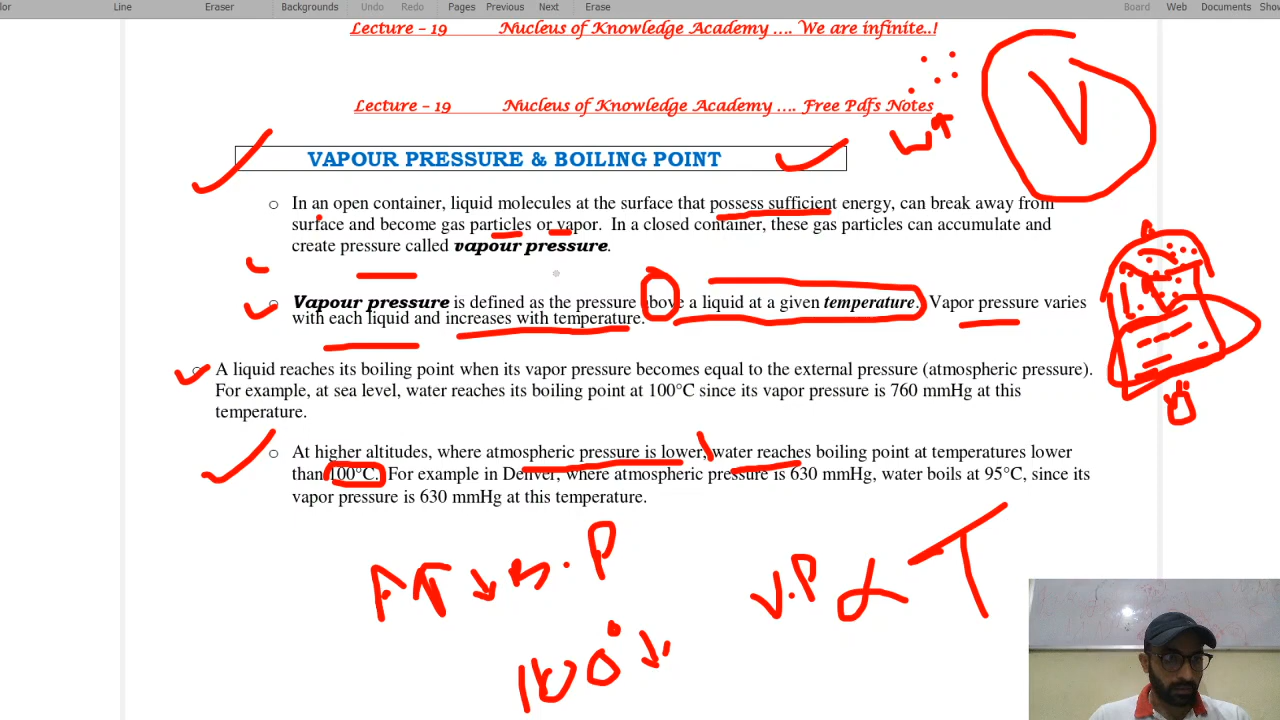 lor Line Eraser Backgrounds Undo Redo Pages Previous Next Erase Board Web Documents Show
Lecture – 19 Nucleus of Knowledge Academy .... We are infinite..!
Lecture – 19 Nucleus of Knowledge Academy .... Free Pdfs Notes
VAPOUR PRESSURE & BOILING POINT
In an open container, liquid molecules at the surface that possess sufficient energy, can break away from
surface and become gas particles or vapor. In a closed container, these gas particles can accumulate and
create pressure called vapour pressure.
Vapour pressure is defined as the pressure above a liquid at a given temperature. Vapor pressure varies
with each liquid and increases with temperature.
A liquid reaches its boiling point when its vapor pressure becomes equal to the external pressure (atmospheric pressure).
For example, at sea level, water reaches its boiling point at 100°C since its vapor pressure is 760 mmHg at this
temperature.
At higher altitudes, where atmospheric pressure is lower, water reaches boiling point at temperatures lower
than 100°C. For example in Denver, where atmospheric pressure is 630 mmHg, water boils at 95°C, since its
vapor pressure is 630 mmHg at this temperature.
V
↓ B.P
V.P ∝ T
100° ↓